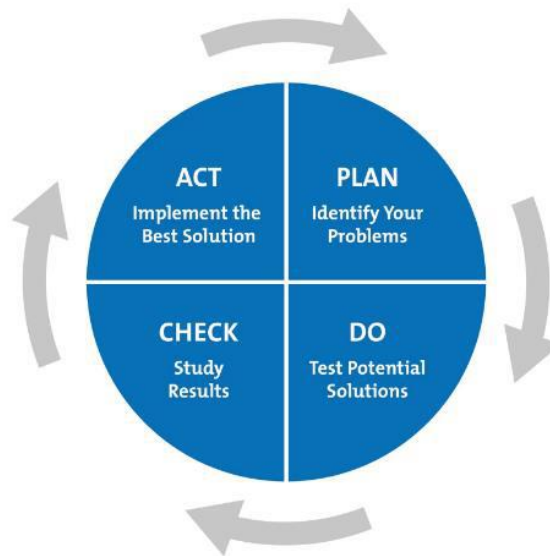 ACT
Implement the
Best Solution
PLAN
Identify Your
Problems
CHECK
Study
Results
DO
Test Potential
Solutions